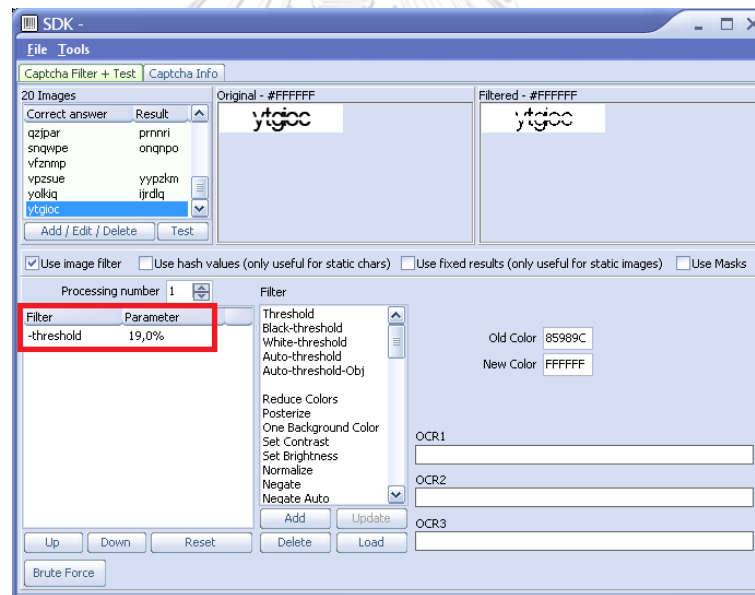 SDK -
File Tools
Captcha Filter + Test Captcha Info
20 Images Original - #FFFFFF Filtered - #FFFFFF
Correct answer Result
qzjpar prnnri
snqwpe onqnpo
vfznmp
vpzsue yypzkm
yolkiq ijrdlq
ytgioc
ytgioc
ytgioc
Add / Edit / Delete Test
Use image filter Use hash values (only useful for static chars) Use fixed results (only useful for static images) Use Masks
Processing number 1 Filter
Filter Parameter
-threshold 19,0%
Threshold
Black-threshold
White-threshold
Auto-threshold
Auto-threshold-Obj
Reduce Colors
Posterize
One Background Color
Set Contrast
Set Brightness
Normalize
Negate
Negate Auto
Old Color 85989C
New Color FFFFFF
OCR1
OCR2
OCR3
Add Update
Up Down Reset Delete Load
Brute Force